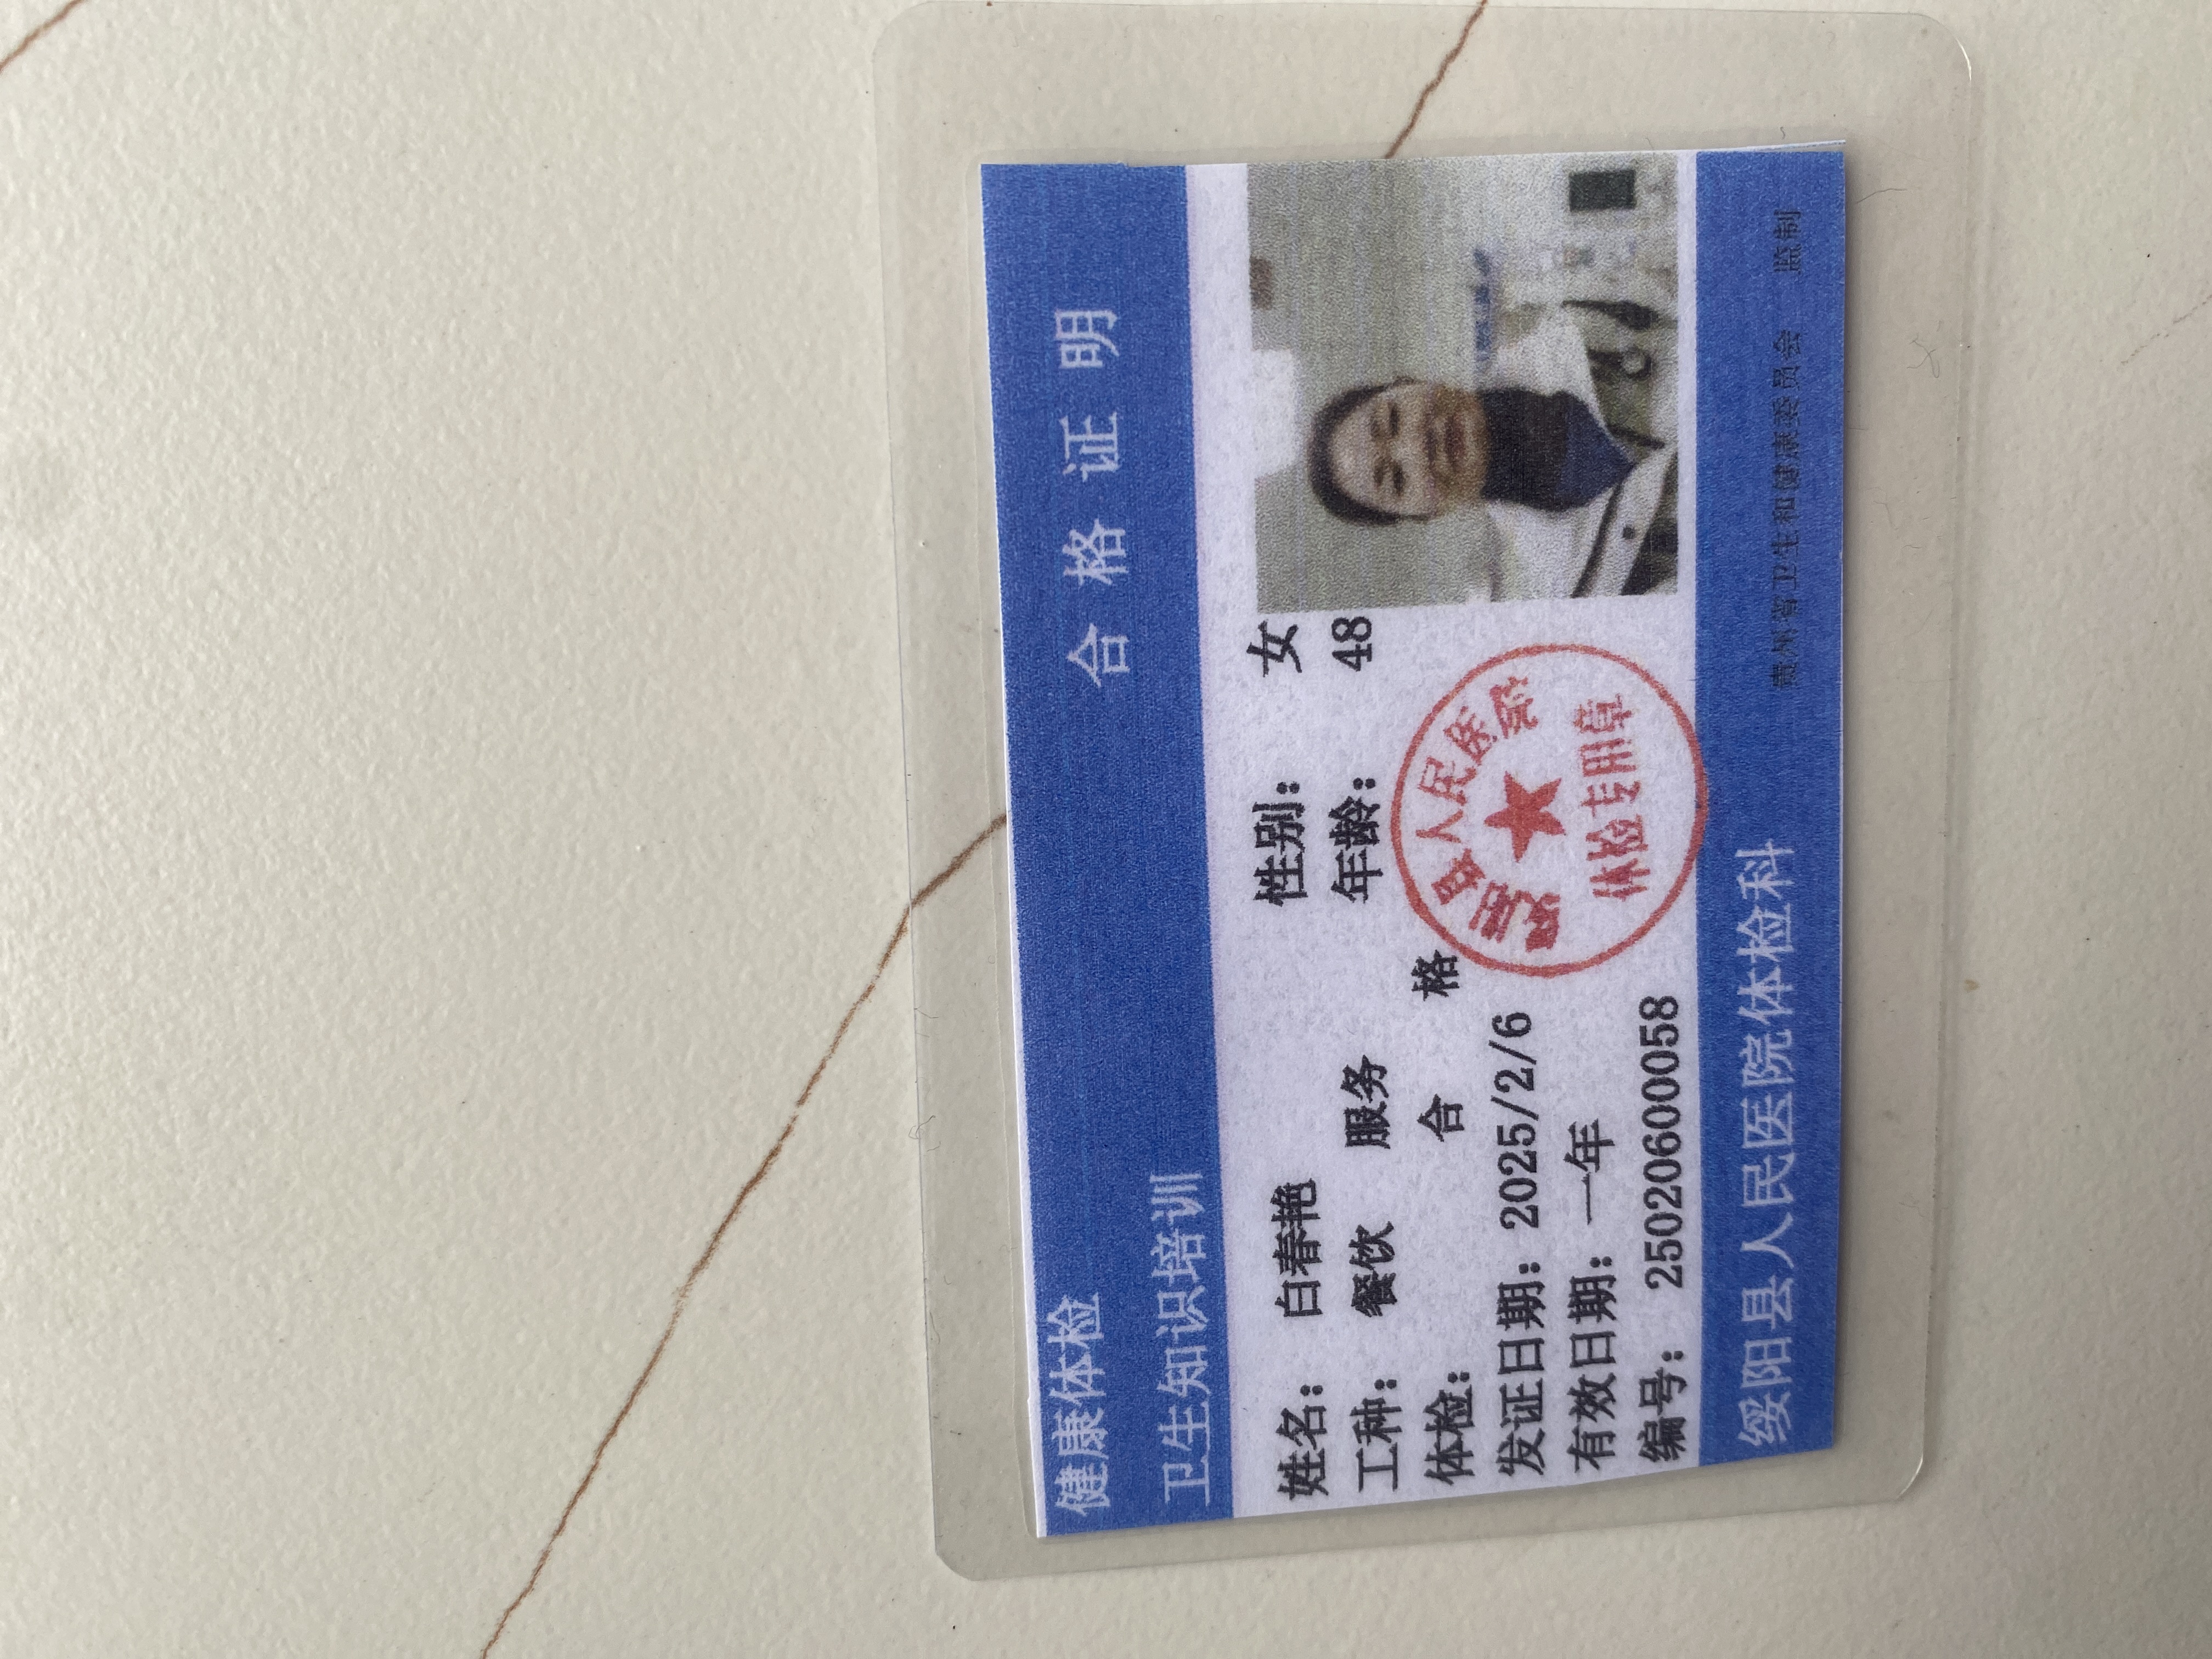 健康体检
卫生知识培训
合格证明
姓名： 白春艳 性别： 女
工种： 餐饮 服务 年龄： 48
体检： 合 格
发证日期：2025/2/6
有效日期：一年
编号：250206000058
绥阳县人民医院
体检专用章
绥阳县人民医院体检科
贵州省卫生和健康委员会 监制